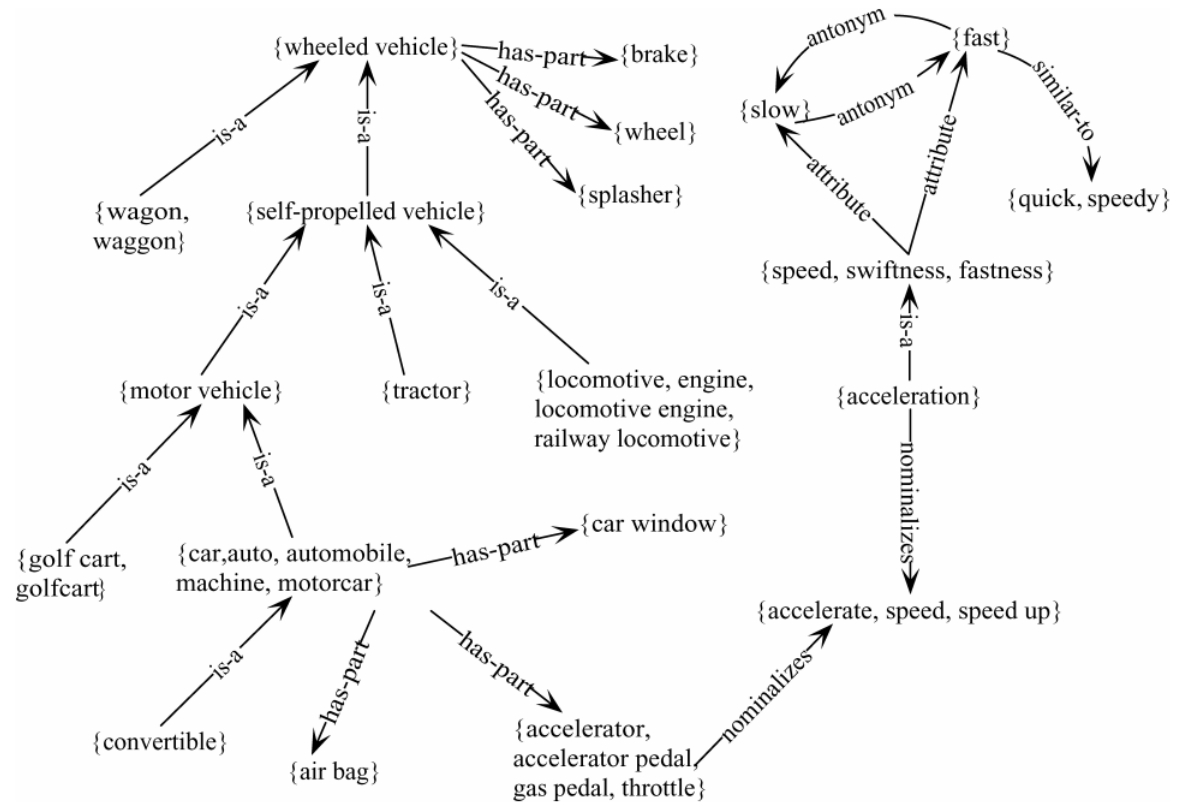 antonym
{fast}
{wheeled vehicle}
has-part
{brake}
similar-to
has-part
{slow}
antonym
is-a
is-a
has-part
{wheel}
attribute
attribute
{splasher}
{quick, speedy}
{wagon,
waggon}
{self-propelled vehicle}
{speed, swiftness, fastness}
is-a
is-a
is-a
is-a
{motor vehicle}
{tractor}
{locomotive, engine,
locomotive engine,
railway locomotive}
{acceleration}
is-a
is-a
nominalizes
{car window}
has-part
{golf cart,
golfcart}
{car,auto, automobile,
machine, motorcar}
{accelerate, speed, speed up}
is-a
has-part
has-part
nominalizes
{convertible}
{air bag}
{accelerator,
accelerator pedal,
gas pedal, throttle}